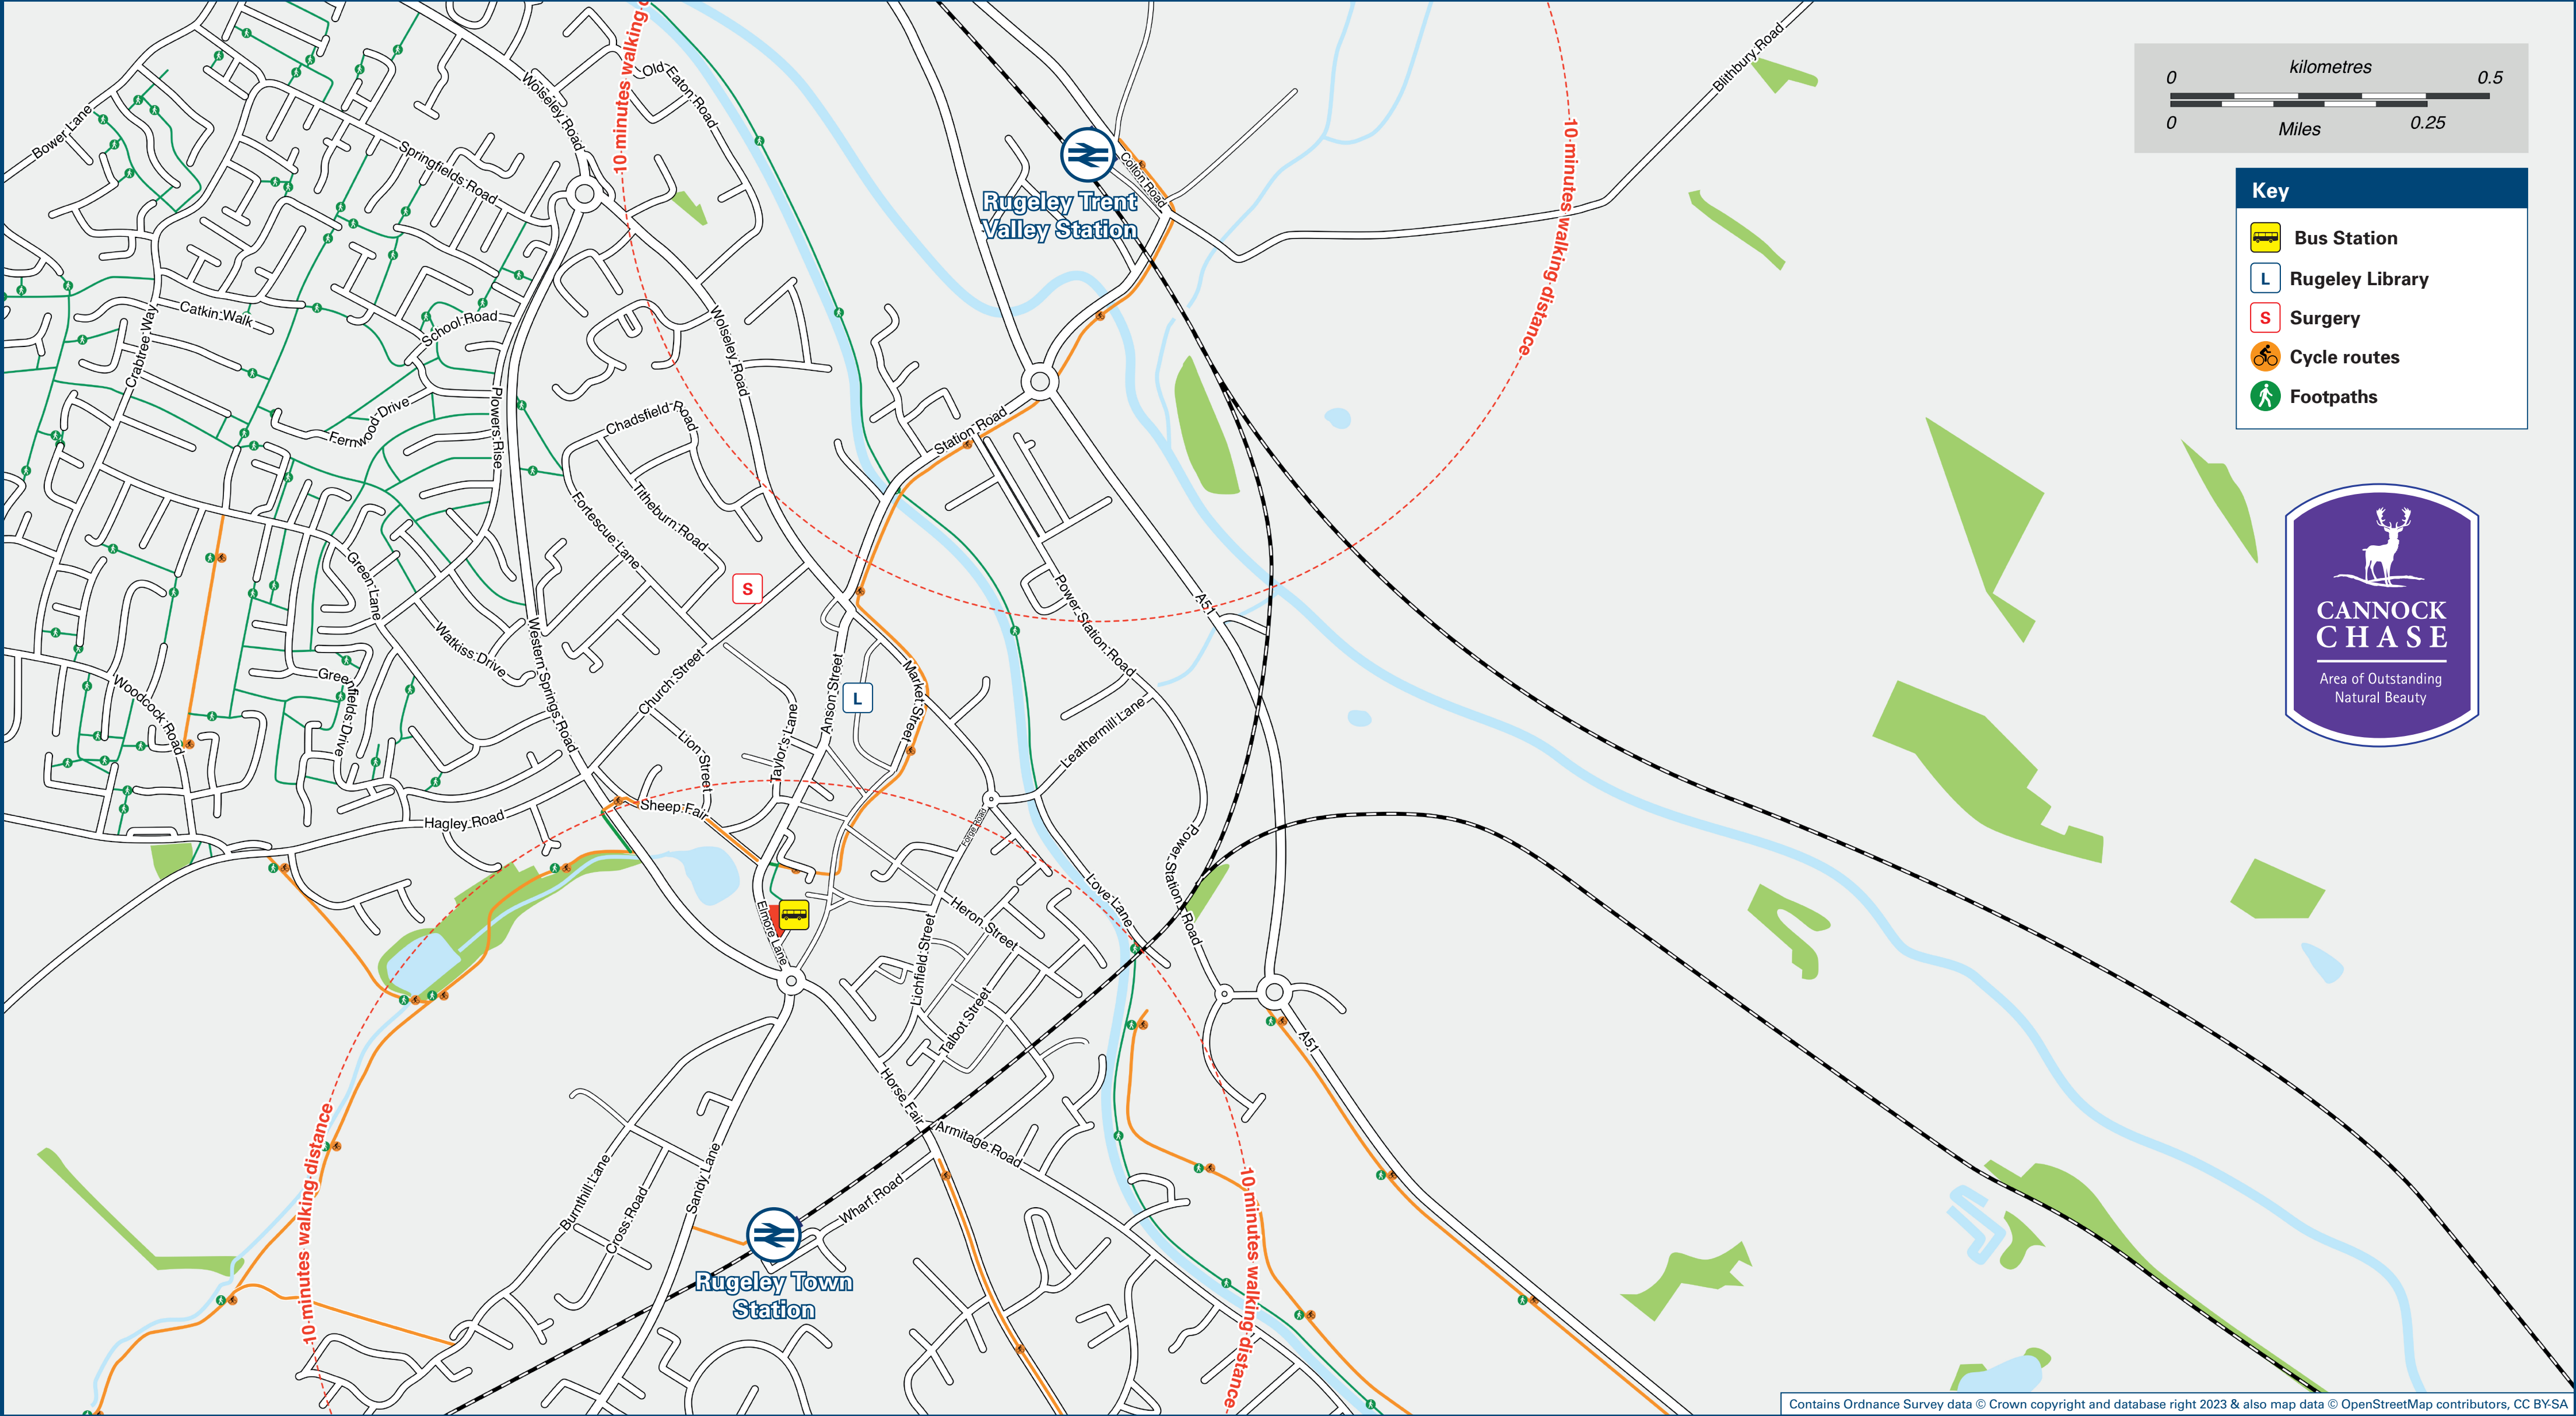 10 minutes walking
Old Eaton Road
Wolseley Road
Bower Lane
Springfields Road
Blithbury Road
kilometres
0
0.5
0
Miles
0.25
Key
Bus Station
L
Rugeley Library
S
Surgery
Cycle routes
Footpaths
Colton Road
Rugeley Trent
Valley Station
10 minutes walking distance
Catkin Walk
Crabtree Way
School Road
Wolseley Road
Plowers Rise
Fernwood Drive
Chadsfield Road
Station Road
Fortescue Lane
Titheburn Road
S
Green Lane
Watkiss Drive
Western Springs Road
Church Street
Power Station Road
A51
CANNOCK
CHASE
Area of Outstanding
Natural Beauty
Woodcock Road
Greenfields Drive
Anson Street
L
Market Street
Lion Street
Taylor's Lane
Leathermill Lane
Hagley Road
Sheep Fair
Forge Road
Power Station Road
Love Lane
Elmore Lane
Heron Street
Lichfield Street
Talbot Street
A51
Horse Fair
Armitage Road
10 minutes walking distance
Burnthill Lane
Cross Road
Sandy Lane
Wharf Road
Rugeley Town
Station
10 minutes walking distance
Contains Ordnance Survey data © Crown copyright and database right 2023 & also map data © OpenStreetMap contributors, CC BY-SA